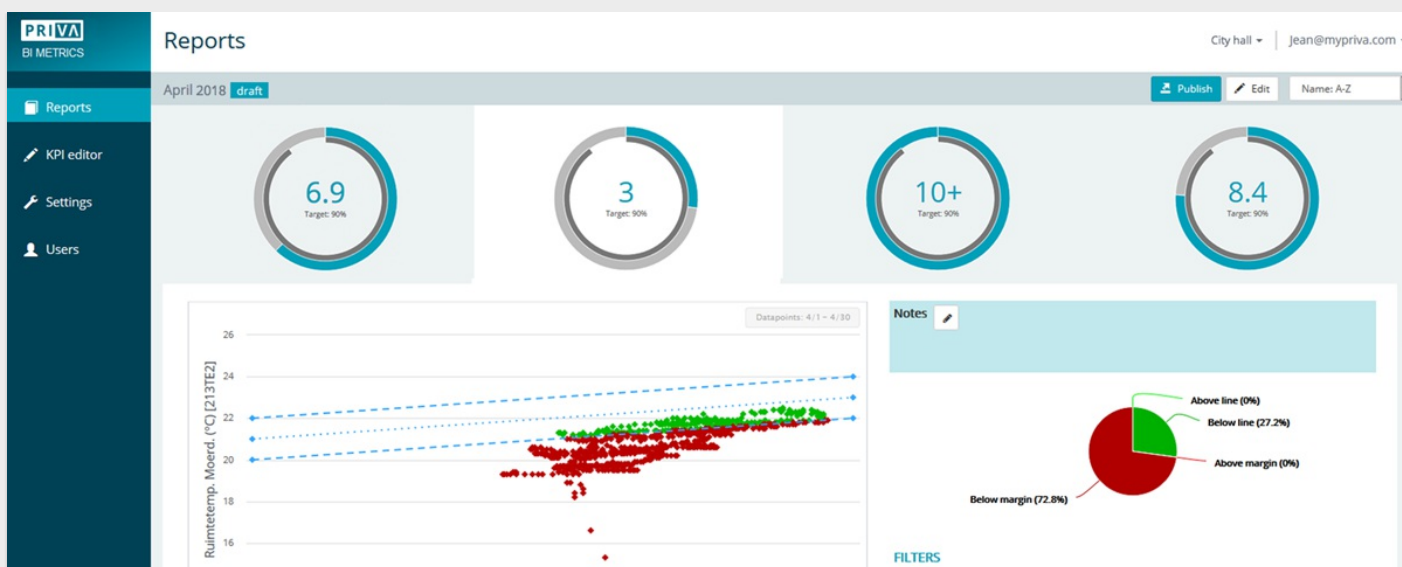 PRIVA
BI METRICS
Reports
City hall
Jean@mypriva.com
Reports
KPI editor
Settings
Users
April 2018 draft
Publish
Edit
Name: A-Z
6.9
Target: 90%
3
Target: 90%
10+
Target: 90%
8.4
Target: 90%
Datapoints: 4/1 – 4/30
Ruimtetemp. Moerd. (°C) [213TE2]
26
24
22
20
18
16
Notes
Above line (0%)
Below line (27.2%)
Above margin (0%)
Below margin (72.8%)
FILTERS